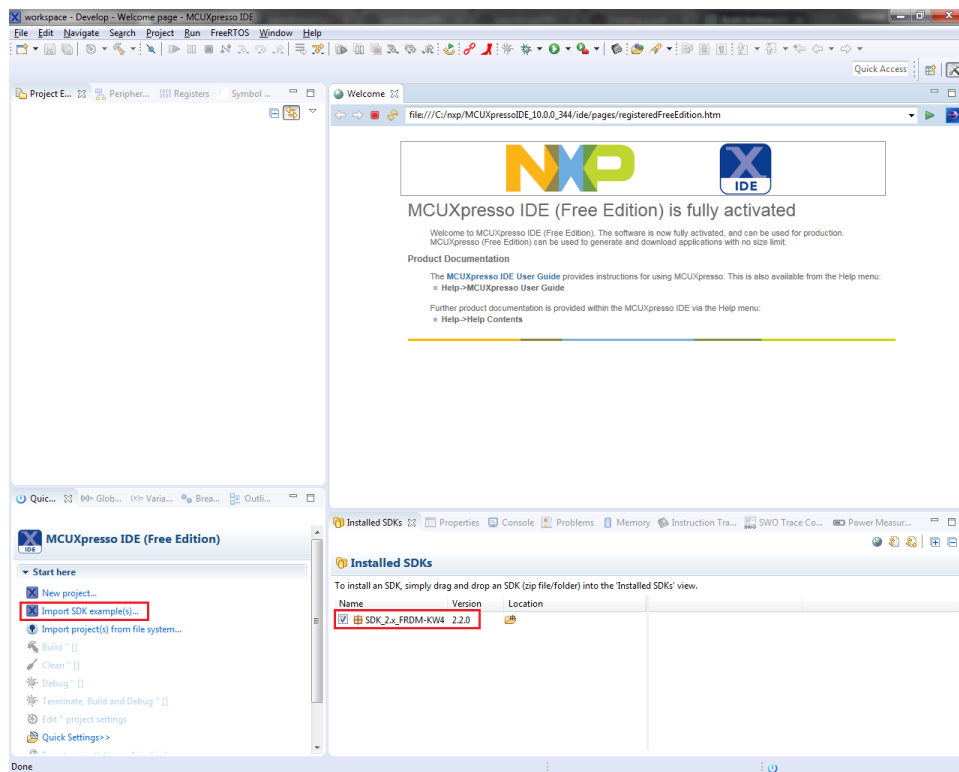 workspace - Develop - Welcome page - MCUXpresso IDE
File Edit Navigate Search Project Run FreeRTOS Window Help
Quick Access
Project E... Peripher... Registers Symbol ...
Welcome
file:///C:/nxp/MCUXpressoIDE_10.0.0_344/ide/pages/registeredFreeEdition.htm
NXP
IDE
MCUXpresso IDE (Free Edition) is fully activated
Welcome to MCUXpresso IDE (Free Edition). The software is now fully activated, and can be used for production.
MCUXpresso (Free Edition) can be used to generate and download applications with no size limit.
Product Documentation
The MCUXpresso IDE User Guide provides instructions for using MCUXpresso. This is also available from the Help menu:
Help->MCUXpresso User Guide
Further product documentation is provided within the MCUXpresso IDE via the Help menu:
Help->Help Contents
Quic... Glob... Varia... Brea... Outli...
IDE
MCUXpresso IDE (Free Edition)
Start here
New project...
Import SDK example(s)...
Import project(s) from file system...
Build '' []
Clean '' []
Debug '' []
Terminate, Build and Debug '' []
Edit '' project settings
Quick Settings>>
Installed SDKs Properties Console Problems Memory Instruction Tra... SWO Trace Co... Power Measur...
Installed SDKs
To install an SDK, simply drag and drop an SDK (zip file/folder) into the 'Installed SDKs' view.
Name Version Location
SDK_2.x_FRDM-KW4 2.2.0
Done